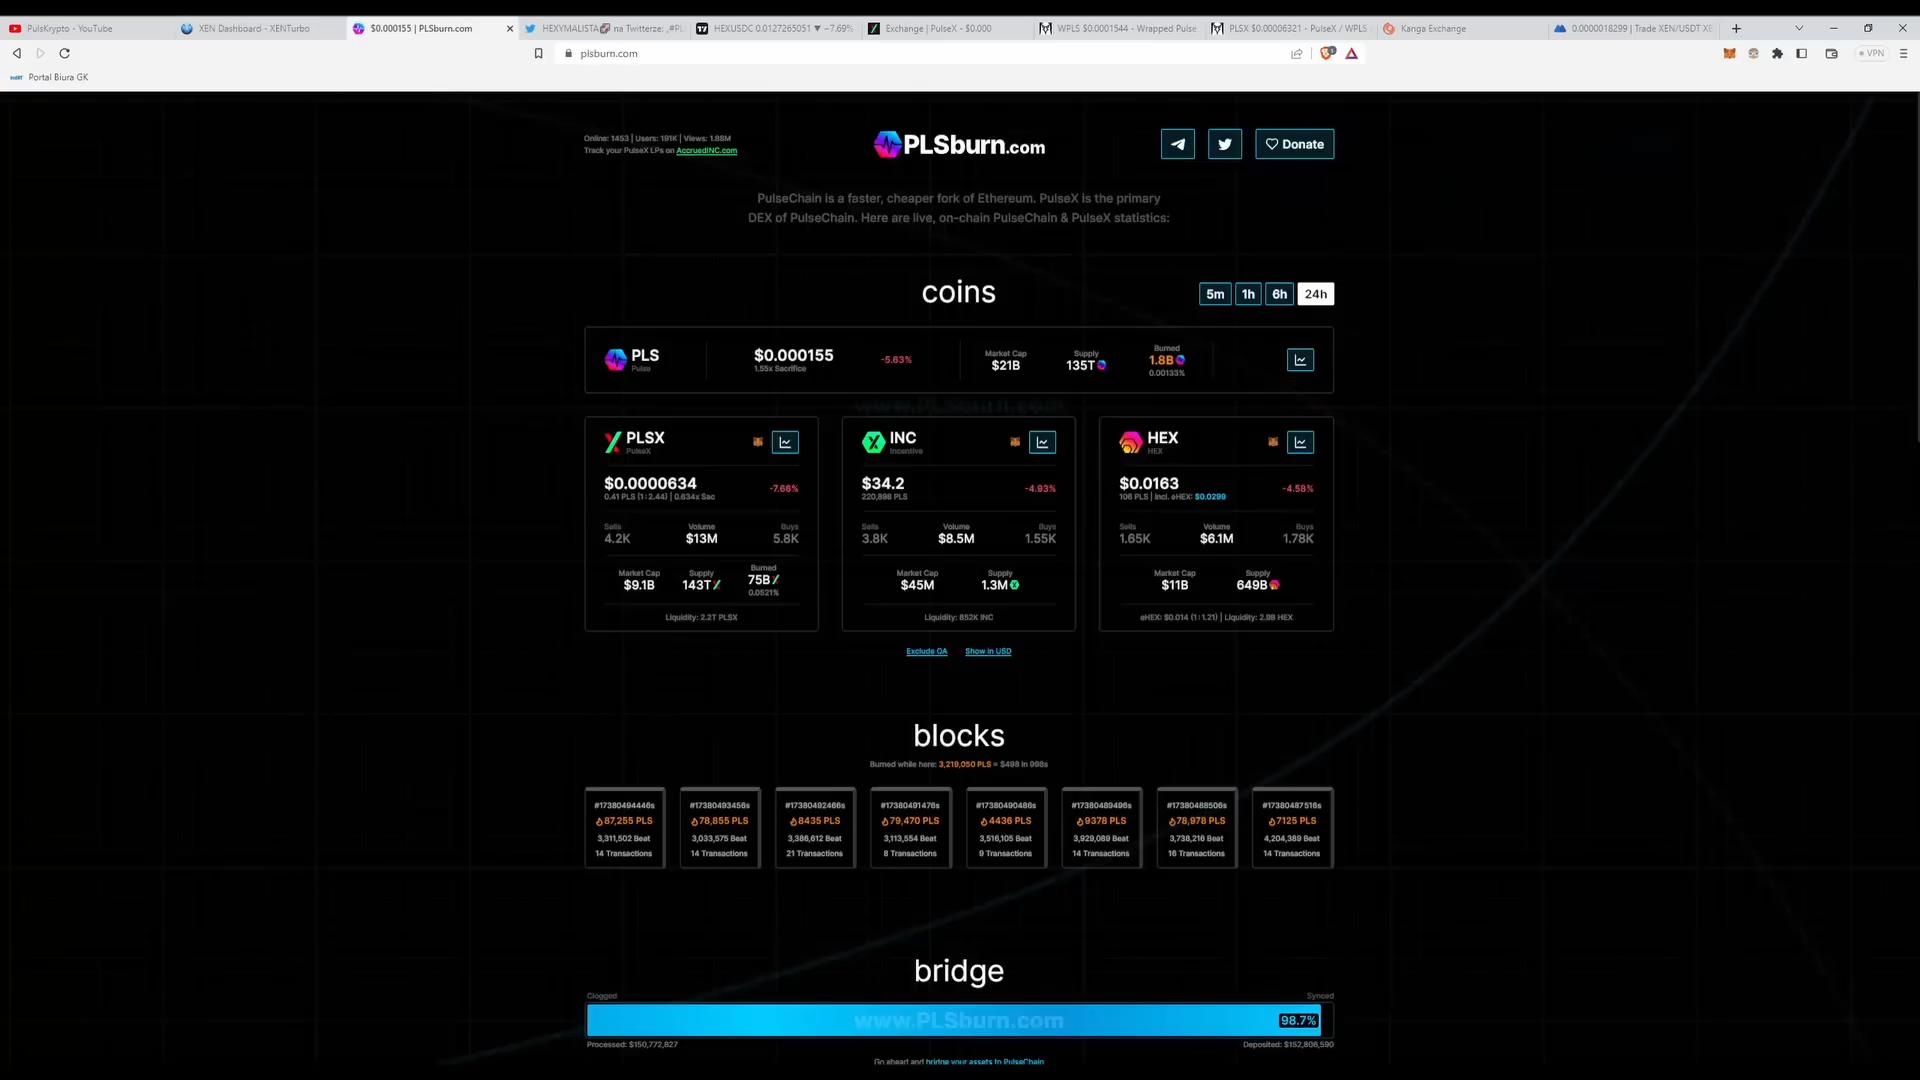 PulsKrypto - YouTube
XEN Dashboard - XENTurbo
$0.000155 | PLSburn.com
HEXYMALISTA na Twitterze: „#PL
HEXUSDC 0.0127265051 ▼ −7.69%
Exchange | PulseX - $0.000
WPLS $0.0001544 - Wrapped Pulse
PLSX $0.00006321 - PulseX / WPLS
Kanga Exchange
0.0000018299 | Trade XEN/USDT XE
plsburn.com
VPN
Portal Biura GK
Online: 1453 | Users: 191K | Views: 1.88M
Track your PulseX LPs on AccruedINC.com
PLSburn.com
Donate
PulseChain is a faster, cheaper fork of Ethereum. PulseX is the primary
DEX of PulseChain. Here are live, on-chain PulseChain & PulseX statistics:
coins
5m 1h 6h 24h
PLS
Pulse
$0.000155
1.55x Sacrifice
-5.63%
Market Cap
$21B
Supply
135T
Burned
1.8B
0.00133%
www.PLSburn.com
PLSX
PulseX
$0.0000634
0.41 PLS (1:2.44) | 0.634x Sac
-7.66%
Sells Volume Buys
4.2K $13M 5.8K
Market Cap Supply Burned
$9.1B 143T 75B
0.0521%
Liquidity: 2.2T PLSX
INC
Incentive
$34.2
220,898 PLS
-4.93%
Sells Volume Buys
3.8K $8.5M 1.55K
Market Cap Supply
$45M 1.3M
Liquidity: 852K INC
HEX
HEX
$0.0163
106 PLS | Incl. eHEX: $0.0299
-4.58%
Sells Volume Buys
1.65K $6.1M 1.78K
Market Cap Supply
$11B 649B
eHEX: $0.014 (1:1.21) | Liquidity: 2.9B HEX
Exclude OA Show in USD
blocks
Burned while here: 3,219,050 PLS = $498 in 998s
#17380494446s
87,255 PLS
3,311,502 Beat
14 Transactions
#17380493456s
78,855 PLS
3,033,575 Beat
14 Transactions
#17380492466s
8435 PLS
3,386,612 Beat
21 Transactions
#17380491476s
79,470 PLS
3,113,554 Beat
8 Transactions
#17380490486s
4436 PLS
3,516,105 Beat
9 Transactions
#17380489496s
9378 PLS
3,929,089 Beat
14 Transactions
#17380488506s
78,978 PLS
3,738,216 Beat
16 Transactions
#17380487516s
7125 PLS
4,204,389 Beat
14 Transactions
bridge
Clogged Synced
www.PLSburn.com
98.7%
Processed: $150,772,827
Deposited: $152,806,590
Go ahead and bridge your assets to PulseChain